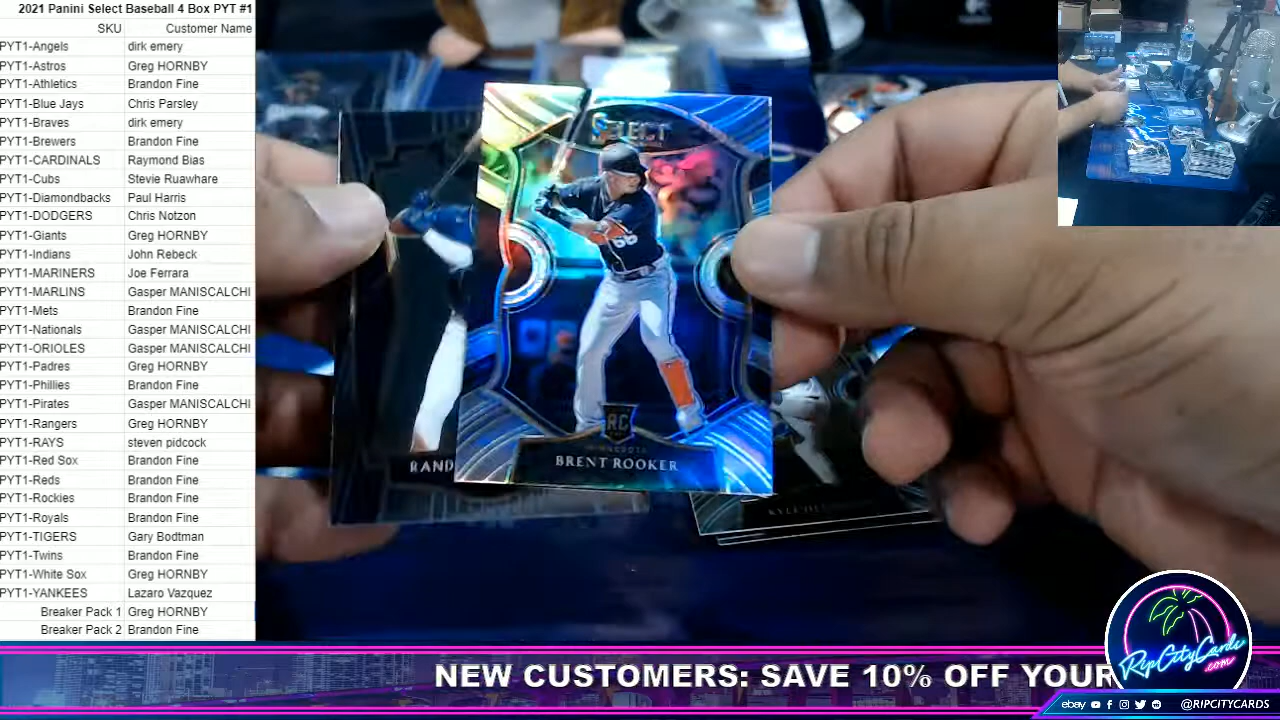 2021 Panini Select Baseball 4 Box PYT #1
SKU Customer Name
PYT1-Angels dirk emery
PYT1-Astros Greg HORNBY
PYT1-Athletics Brandon Fine
PYT1-Blue Jays Chris Parsley
PYT1-Braves dirk emery
PYT1-Brewers Brandon Fine
PYT1-CARDINALS Raymond Bias
PYT1-Cubs Stevie Ruawhare
PYT1-Diamondbacks Paul Harris
PYT1-DODGERS Chris Notzon
PYT1-Giants Greg HORNBY
PYT1-Indians John Rebeck
PYT1-MARINERS Joe Ferrara
PYT1-MARLINS Gasper MANISCALCHI
PYT1-Mets Brandon Fine
PYT1-Nationals Gasper MANISCALCHI
PYT1-ORIOLES Gasper MANISCALCHI
PYT1-Padres Greg HORNBY
PYT1-Phillies Brandon Fine
PYT1-Pirates Gasper MANISCALCHI
PYT1-Rangers Greg HORNBY
PYT1-RAYS steven pidcock
PYT1-Red Sox Brandon Fine
PYT1-Reds Brandon Fine
PYT1-Rockies Brandon Fine
PYT1-Royals Brandon Fine
PYT1-TIGERS Gary Bodtman
PYT1-Twins Brandon Fine
PYT1-White Sox Greg HORNBY
PYT1-YANKEES Lazaro Vazquez
Breaker Pack 1 Greg HORNBY
Breaker Pack 2 Brandon Fine
SELECT
66
RC
MINNESOTA
BRENT ROOKER
RAND
NEW CUSTOMERS: SAVE 10% OFF YOUR
RipCityCards
.com
ebay @RIPCITYCARDS